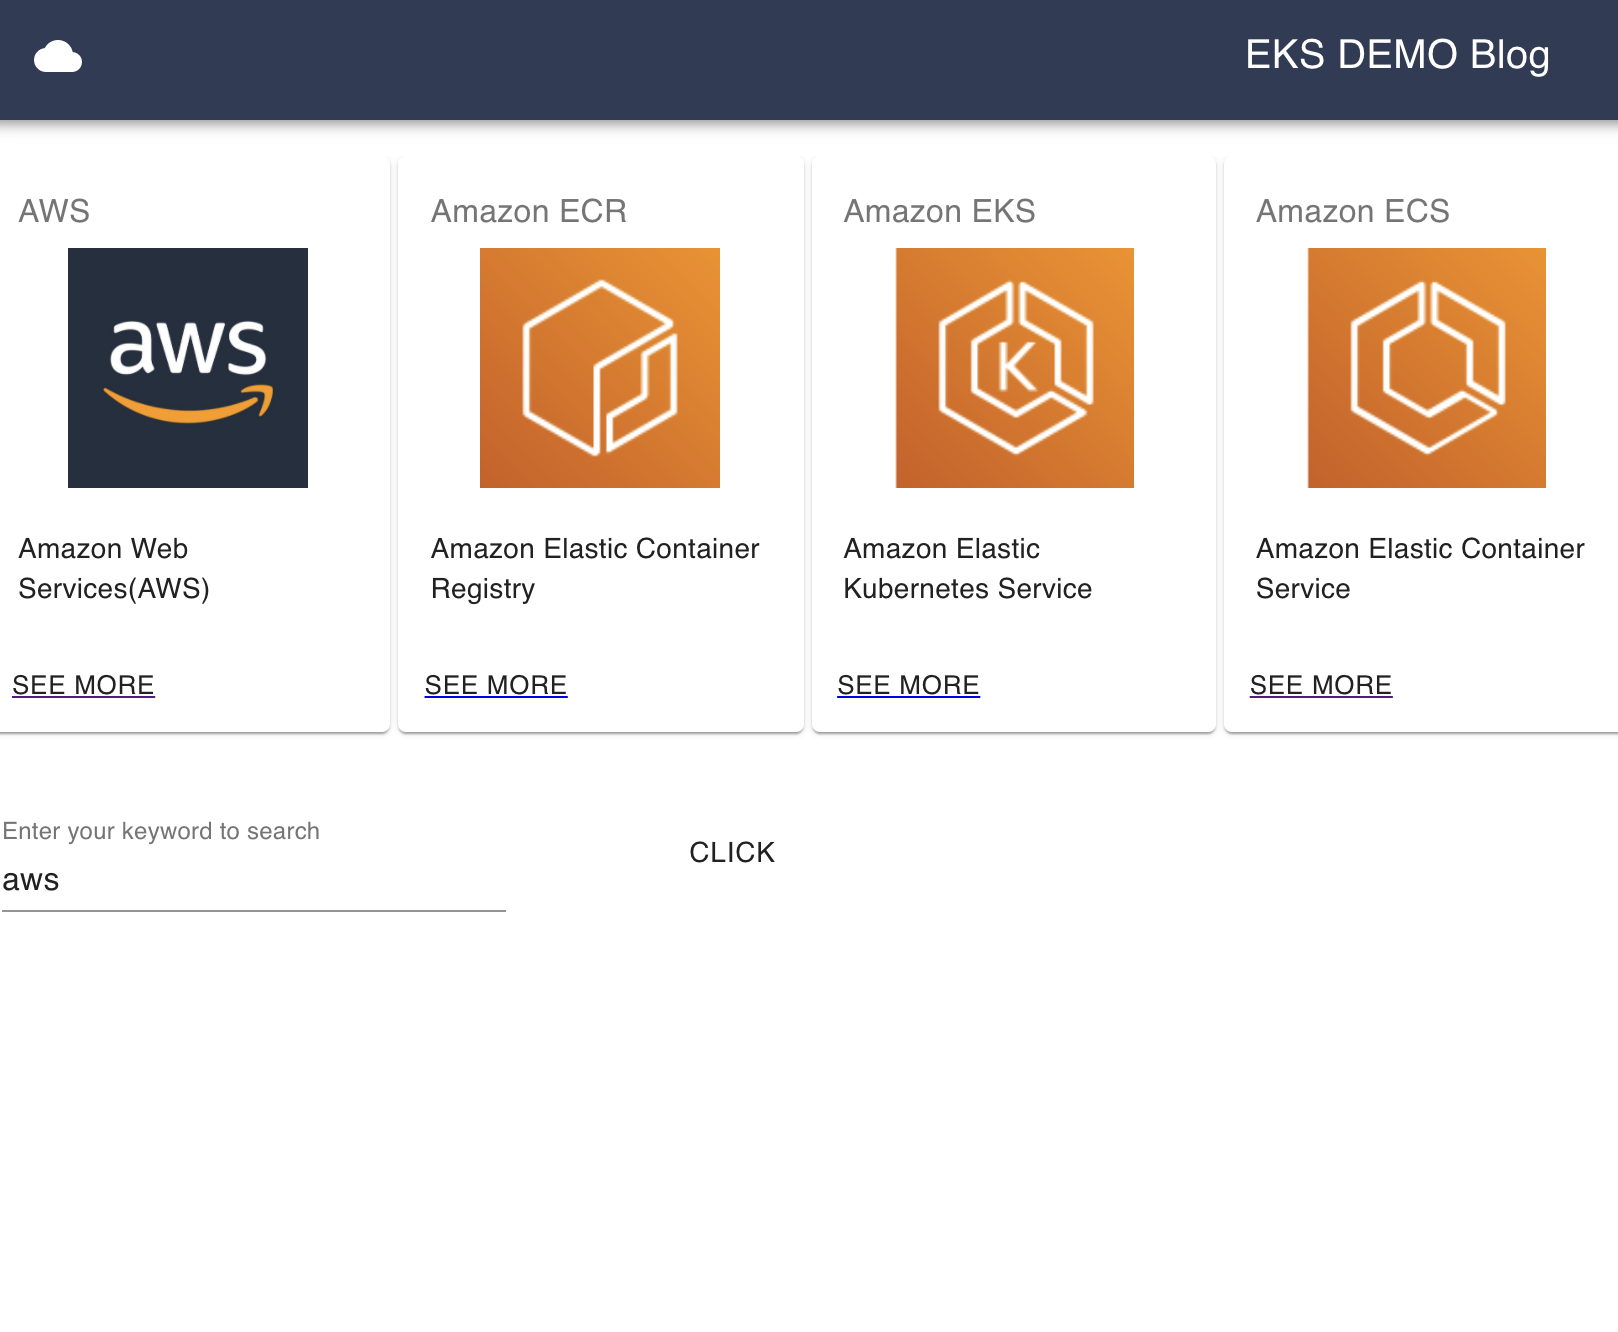 EKS DEMO Blog
AWS
aws
Amazon Web
Services(AWS)
SEE MORE
Amazon ECR
Amazon Elastic Container
Registry
SEE MORE
Amazon EKS
K
Amazon Elastic
Kubernetes Service
SEE MORE
Amazon ECS
Amazon Elastic Container
Service
SEE MORE
Enter your keyword to search
aws
CLICK